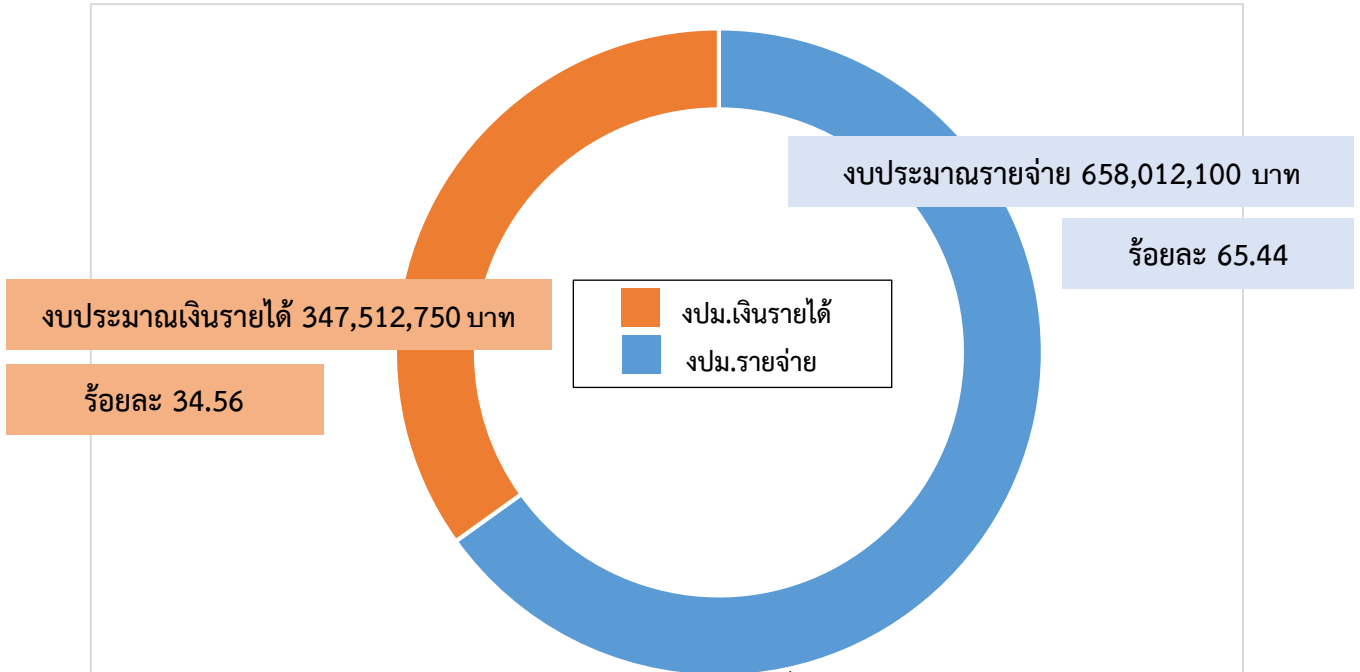 งบประมาณรายจ่าย 658,012,100 บาท
ร้อยละ 65.44
งบประมาณเงินรายได้ 347,512,750 บาท
ร้อยละ 34.56
งปม.เงินรายได้
งปม.รายจ่าย